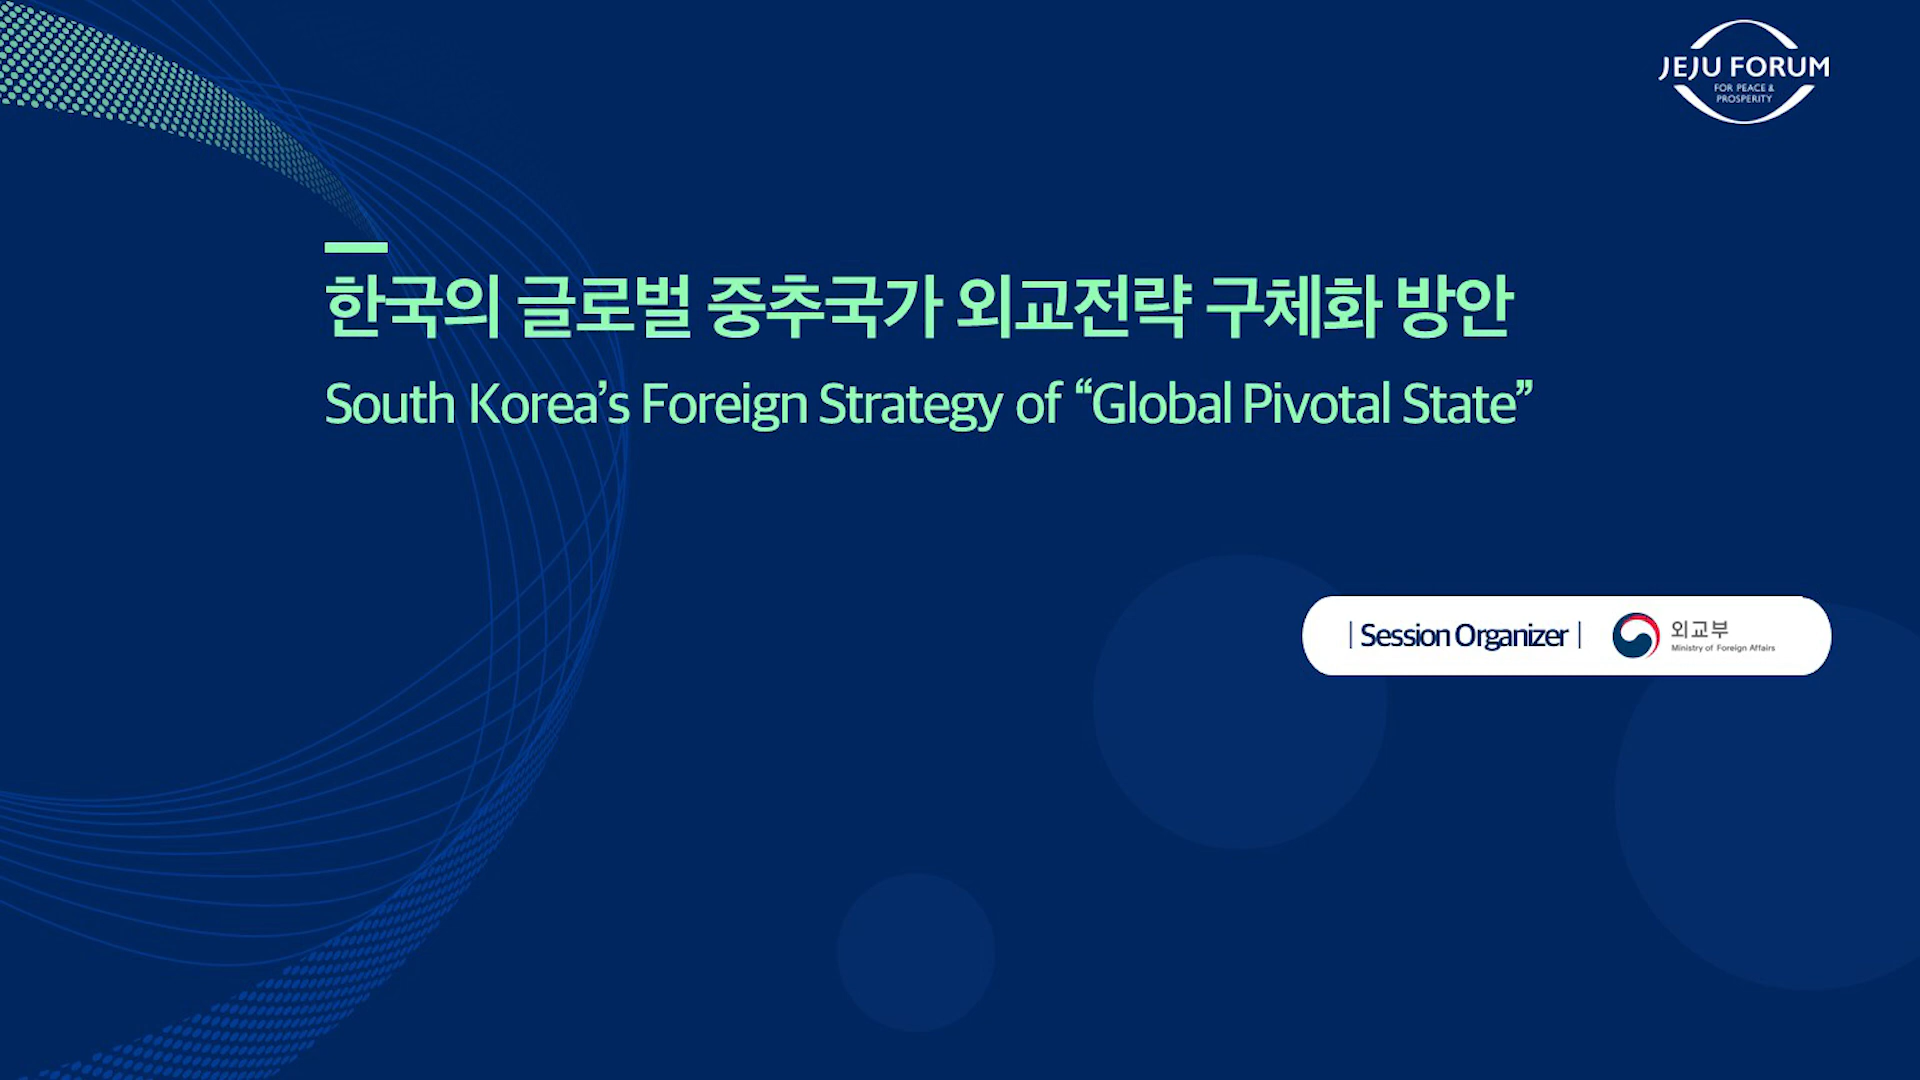 JEJU FORUM
FOR PEACE &
PROSPERITY
한국의 글로벌 중추국가 외교전략 구체화 방안
South Korea’s Foreign Strategy of “Global Pivotal State”
| Session Organizer | 외교부
Ministry of Foreign Affairs